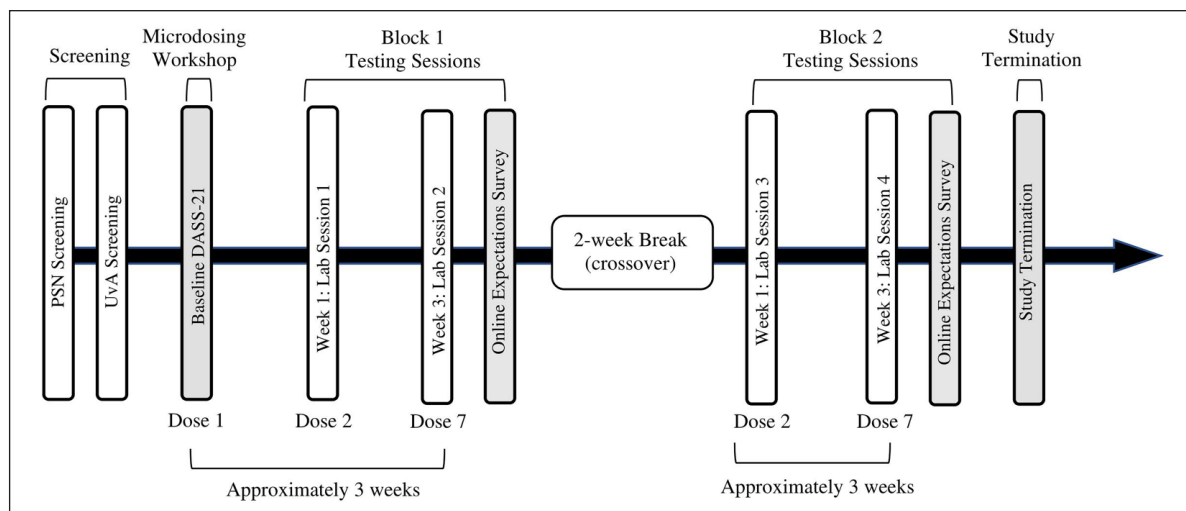 Screening
Microdosing
Workshop
Block 1
Testing Sessions
Block 2
Testing Sessions
Study
Termination
PSN Screening
UvA Screening
Baseline DASS-21
Week 1: Lab Session 1
Week 3: Lab Session 2
Online Expectations Survey
2-week Break
(crossover)
Week 1: Lab Session 3
Week 3: Lab Session 4
Online Expectations Survey
Study Termination
Dose 1
Dose 2
Dose 7
Dose 2
Dose 7
Approximately 3 weeks
Approximately 3 weeks